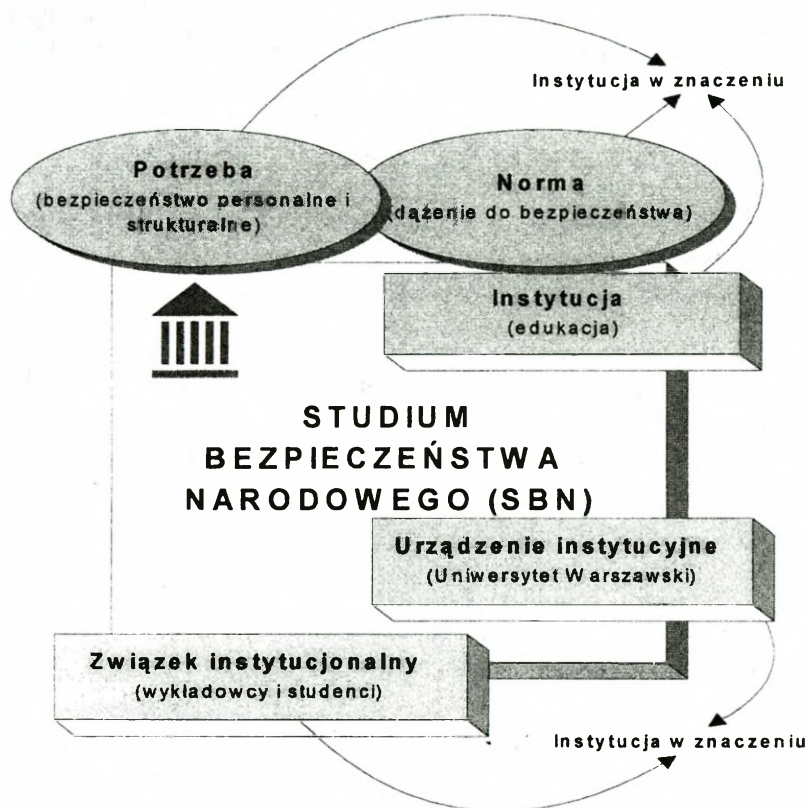 Instytucja w znaczeniu
Potrzeba
(bezpieczeństwo personalne i
strukturalne)
Norma
(dążenie do bezpieczeństwa)
Instytucja
(edukacja)
STUDIUM
BEZPIECZEŃSTWA
NARODOWEGO (SBN)
Urządzenie instytucyjne
(Uniwersytet Warszawski)
Związek instytucjonalny
(wykładowcy i studenci)
Instytucja w znaczeniu